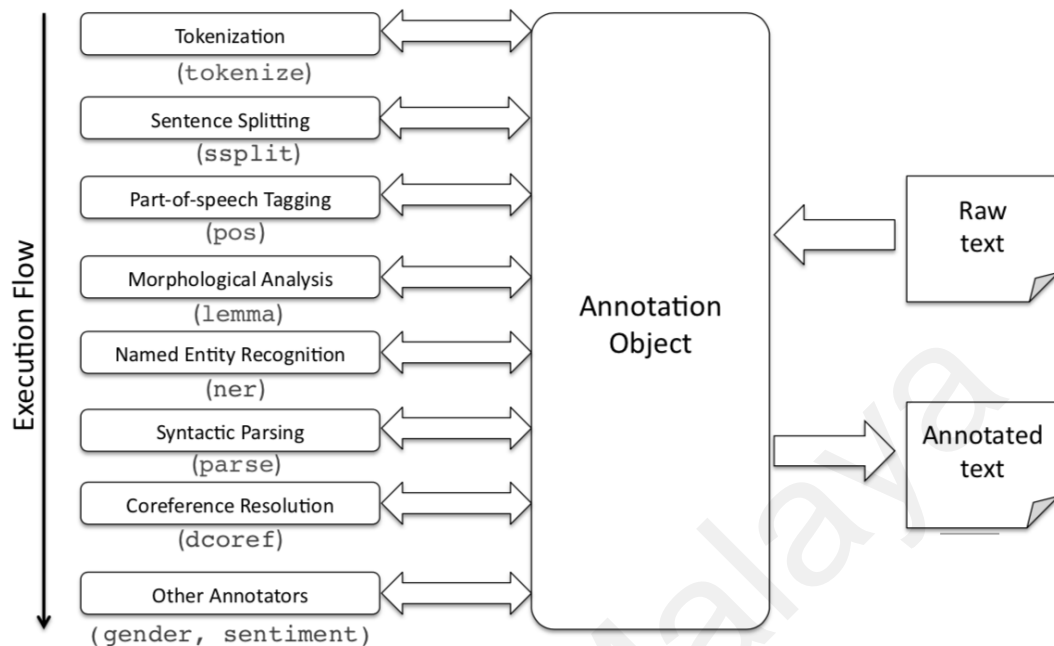 Execution Flow
Tokenization
(tokenize)
Sentence Splitting
(ssplit)
Part-of-speech Tagging
(pos)
Morphological Analysis
(lemma)
Named Entity Recognition
(ner)
Syntactic Parsing
(parse)
Coreference Resolution
(dcoref)
Other Annotators
(gender, sentiment)
Annotation
Object
Raw
text
Annotated
text
Malaya